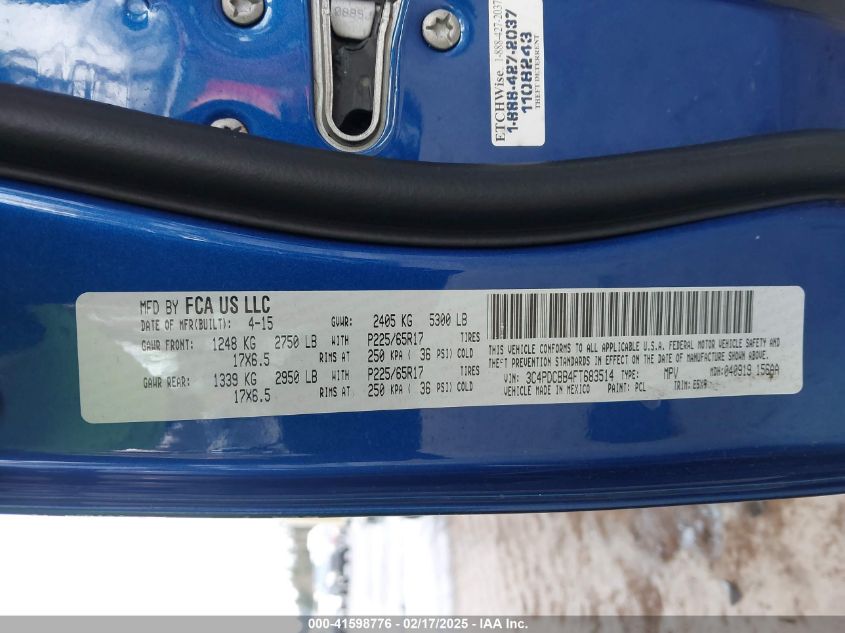 ETCHWise 1-888-427-2037
1-888-427-2037
1108243
THEFT DETERRENT
MFD BY FCA US LLC
DATE OF MFR(BUILT): 4-15 GVWR: 2405 KG 5300 LB
GAWR FRONT: 1248 KG 2750 LB WITH P225/65R17 TIRES
17X6.5 RIMS AT 250 KPA ( 36 PSI) COLD
GAWR REAR: 1339 KG 2950 LB WITH P225/65R17 TIRES
17X6.5 RIMS AT 250 KPA ( 36 PSI) COLD
THIS VEHICLE CONFORMS TO ALL APPLICABLE U.S.A. FEDERAL MOTOR VEHICLE SAFETY AND
THEFT PREVENTION STANDARDS IN EFFECT ON THE DATE OF MANUFACTURE SHOWN ABOVE.
VIN: 3C4PDCBB4FT683514 TYPE: MPV MDH: 040919 156AA
VEHICLE MADE IN MEXICO PAINT: PCL TRIM: E5X9
000-41598776 — 02/17/2025 — IAA Inc.